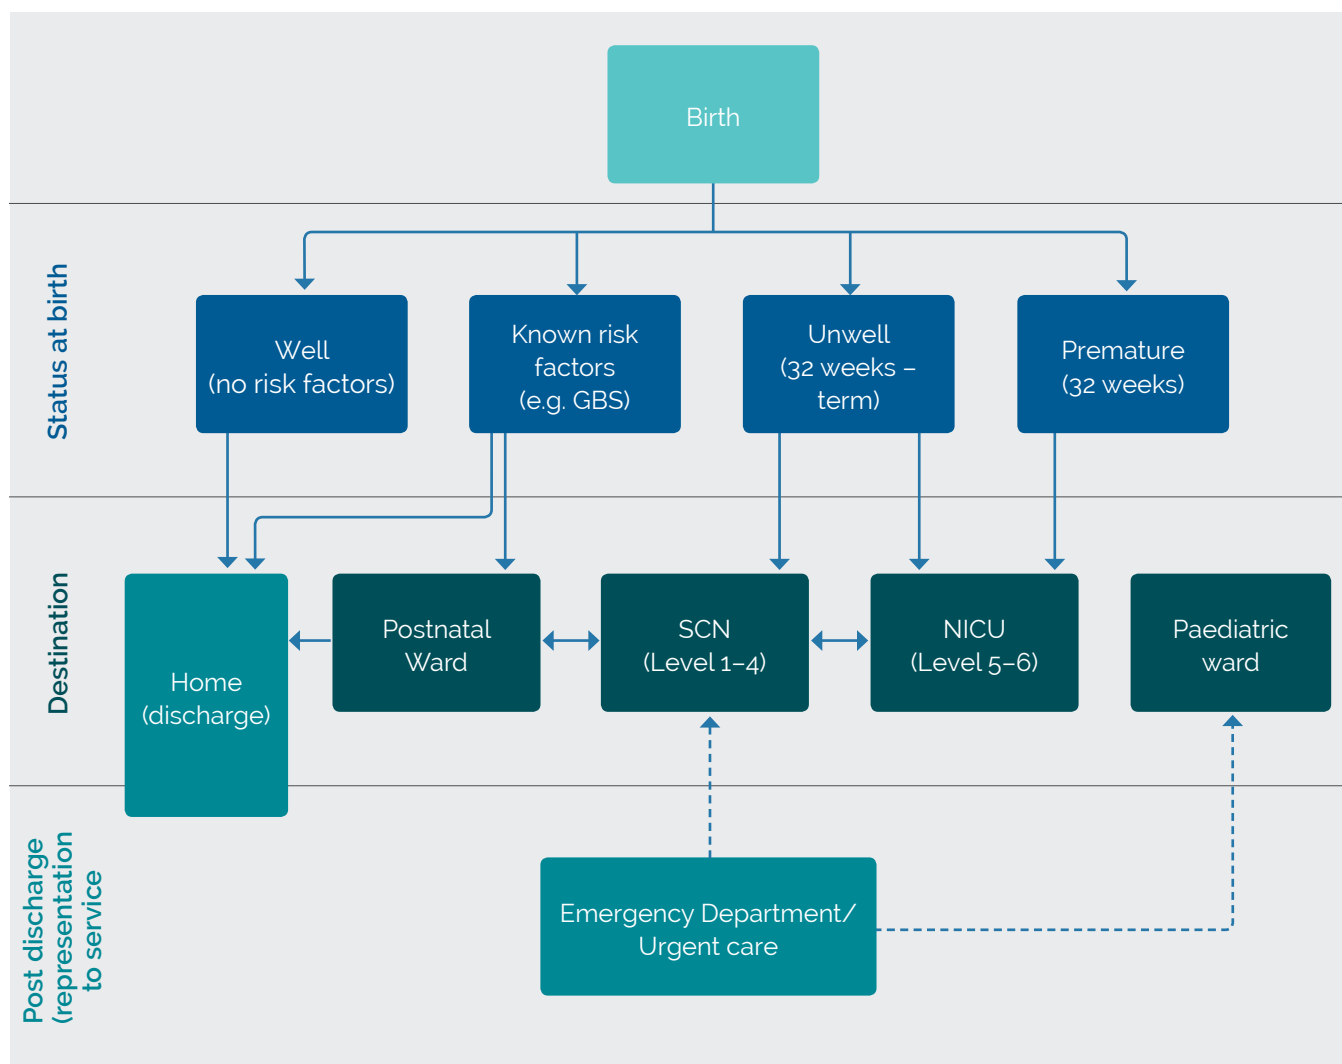 Birth
Status at birth
Well
(no risk factors)
Known risk
factors
(e.g. GBS)
Unwell
(32 weeks –
term)
Premature
(32 weeks)
Destination
Home
(discharge)
Postnatal
Ward
SCN
(Level 1–4)
NICU
(Level 5–6)
Paediatric
ward
Post discharge
(representation
to service
Emergency Department/
Urgent care